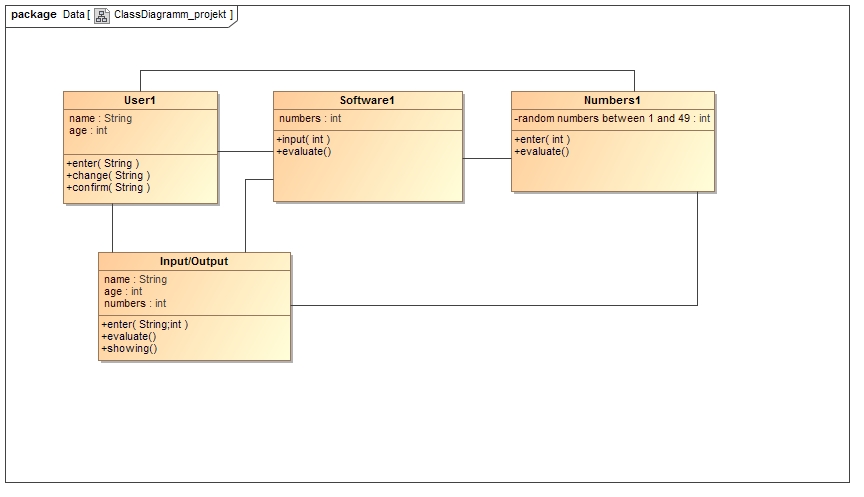 package Data [ ClassDiagramm_projekt ]
User1
name : String
age : int
+enter( String )
+change( String )
+confirm( String )
Software1
numbers : int
+input( int )
+evaluate()
Numbers1
-random numbers between 1 and 49 : int
+enter( int )
+evaluate()
Input/Output
name : String
age : int
numbers : int
+enter( String;int )
+evaluate()
+showing()